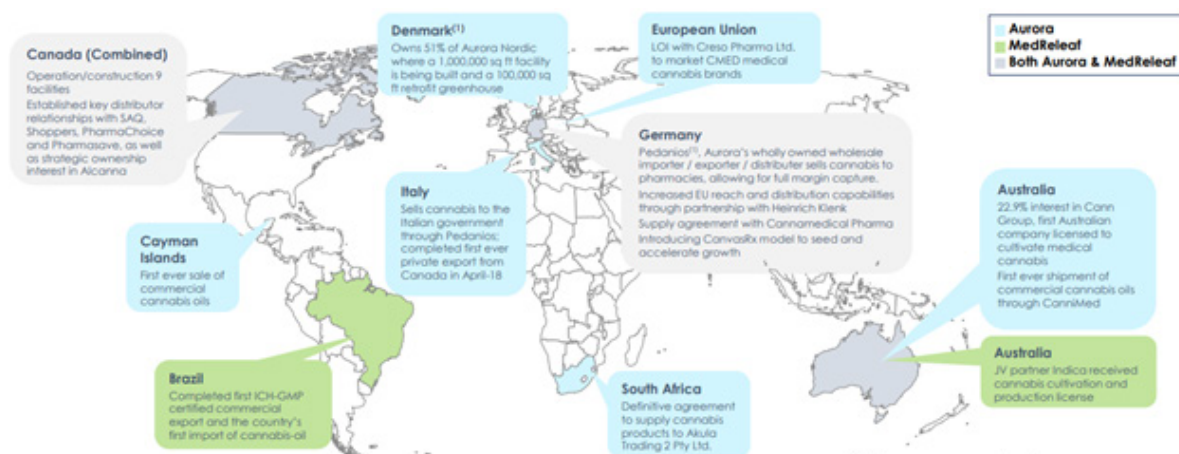 Canada (Combined)
Operation/construction 9
facilities
Established key distributor
relationships with SAQ,
Shoppers, PharmaChoice
and Pharmasave, as well
as strategic ownership
interest in Alcanna
Denmark(1)
Owns 51% of Aurora Nordic
where a 1,000,000 sq ft facility
is being built and a 100,000 sq
ft retrofit greenhouse
European Union
LOI with Creso Pharma Ltd.
to market CMED medical
cannabis brands
Aurora
MedReleaf
Both Aurora & MedReleaf
Germany
Pedanios(1), Aurora's wholly owned wholesale
importer / exporter / distributer sells cannabis to
pharmacies, allowing for full margin capture.
Increased EU reach and distribution capabilities
through partnership with Heinrich Klenk
Supply agreement with Cannamedical Pharma
Introducing CanvasRx model to seed and
accelerate growth
Italy
Sells cannabis to the
Italian government
through Pedanios;
completed first ever
private export from
Canada in April-18
Cayman
Islands
First ever sale of
commercial
cannabis oils
Australia
22.9% interest in Cann
Group, first Australian
company licensed to
cultivate medical
cannabis
First ever shipment of
commercial cannabis oils
through CanniMed
Australia
JV partner Indica received
cannabis cultivation and
production license
Brazil
Completed first ICH-GMP
certified commercial
export and the country's
first import of cannabis-oil
South Africa
Definitive agreement
to supply cannabis
products to Akula
Trading 2 Pty Ltd.